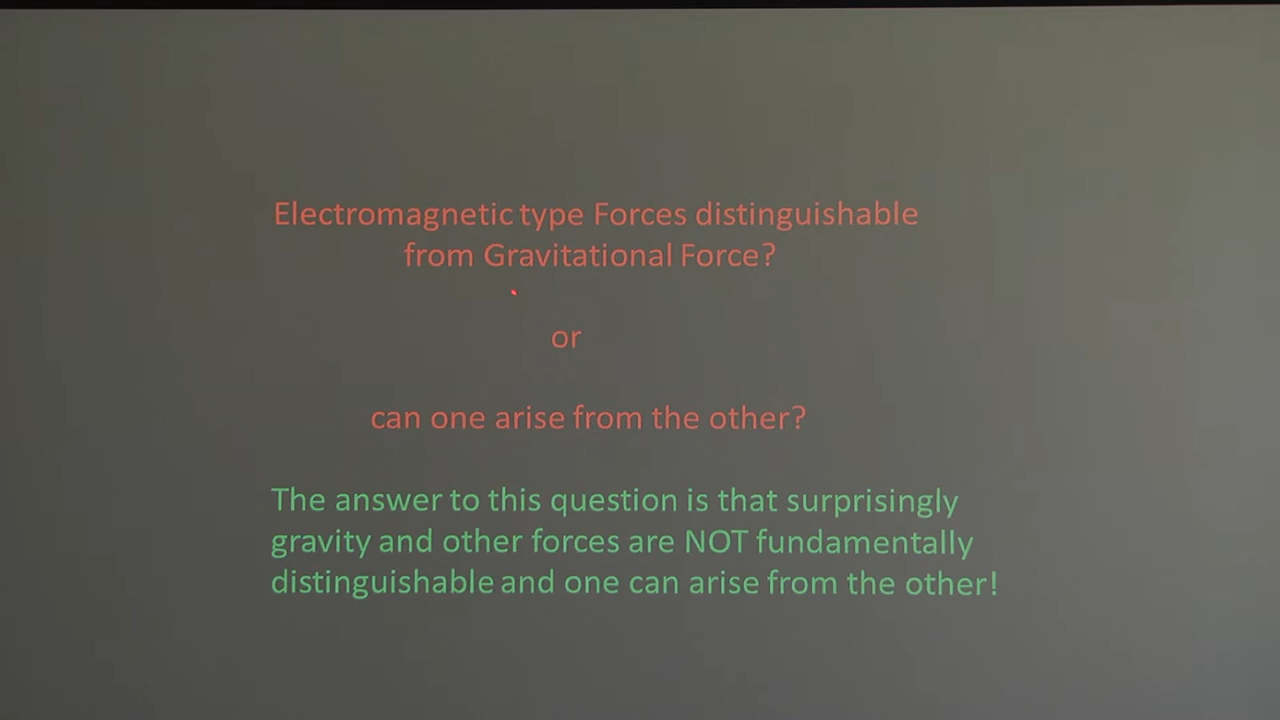 Electromagnetic type Forces distinguishable
from Gravitational Force?
or
can one arise from the other?
The answer to this question is that surprisingly
gravity and other forces are NOT fundamentally
distinguishable and one can arise from the other!